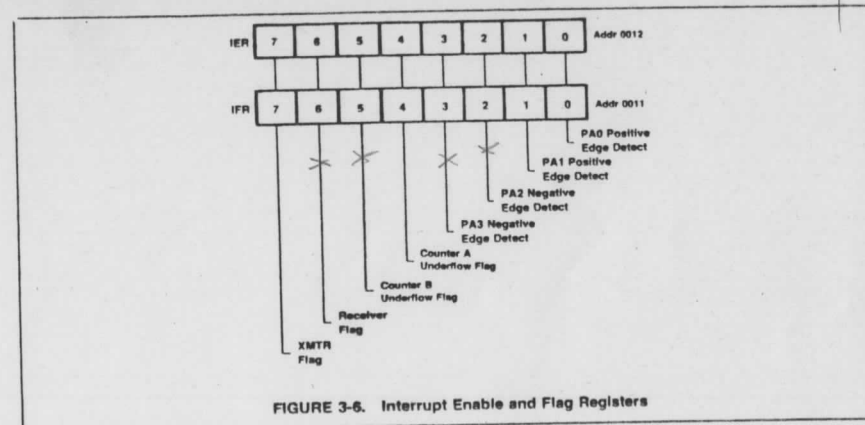 IER 7 6 5 4 3 2 1 0 Addr 0012
IFR 7 6 5 4 3 2 1 0 Addr 0011
PA0 Positive
Edge Detect
PA1 Positive
Edge Detect
PA2 Negative
Edge Detect
PA3 Negative
Edge Detect
Counter A
Underflow Flag
Counter B
Underflow Flag
Receiver
Flag
XMTR
Flag
FIGURE 3-6. Interrupt Enable and Flag Registers